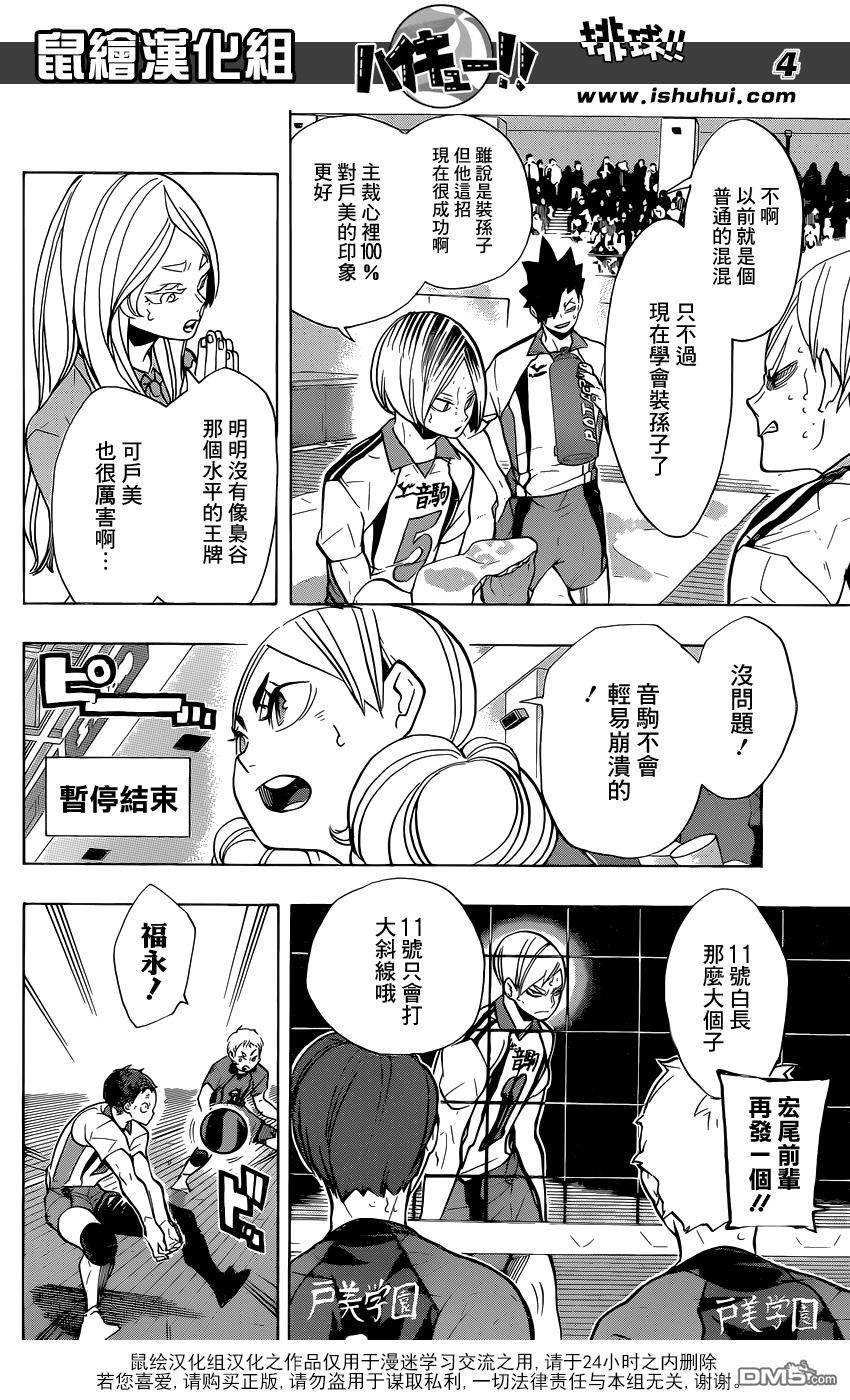 鼠繪漢化組
ハイキュー!!
排球!!
4
www.ishuhui.com
不啊
以前就是個
普通的混混
只不過
現在學會裝孫子了
雖說是裝孫子
但他這招
現在很成功啊
主裁心裡100%
對戶美的印象
更好
POTA
音駒
5
明明沒有像梟谷
那個水平的王牌
可戶美
也很厲害啊…
沒問題!
音駒不會
輕易崩潰的
!
ピーーッ
暫停結束
11號白長
那麼大個子
宏尾前輩
再發一個!!
11號只會打
大斜線哦
音駒
戸美学園
戸美学園
福永!
ドッ
鼠绘汉化组汉化之作品仅用于漫迷学习交流之用, 请于24小时之内删除
若您喜爱, 请购买正版, 请勿盗用于谋取私利, 一切法律责任与本组无关, 谢谢。
DM5.com